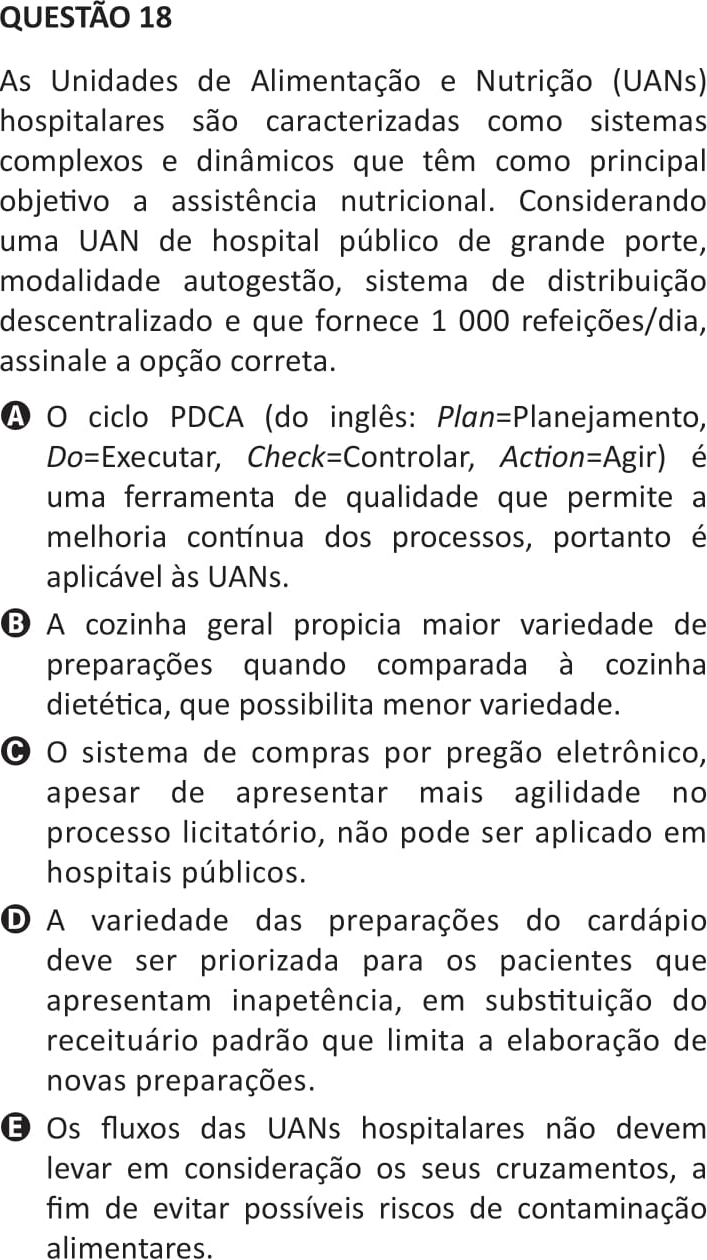 QUESTÃO 18
As Unidades de Alimentação e Nutrição (UANs)
hospitalares são caracterizadas como sistemas
complexos e dinâmicos que têm como principal
objetivo a assistência nutricional. Considerando
uma UAN de hospital público de grande porte,
modalidade autogestão, sistema de distribuição
descentralizado e que fornece 1 000 refeições/dia,
assinale a opção correta.
A O ciclo PDCA (do inglês: Plan=Planejamento,
Do=Executar, Check=Controlar, Action=Agir) é
uma ferramenta de qualidade que permite a
melhoria contínua dos processos, portanto é
aplicável às UANs.
B A cozinha geral propicia maior variedade de
preparações quando comparada à cozinha
dietética, que possibilita menor variedade.
C O sistema de compras por pregão eletrônico,
apesar de apresentar mais agilidade no
processo licitatório, não pode ser aplicado em
hospitais públicos.
D A variedade das preparações do cardápio
deve ser priorizada para os pacientes que
apresentam inapetência, em substituição do
receituário padrão que limita a elaboração de
novas preparações.
E Os fluxos das UANs hospitalares não devem
levar em consideração os seus cruzamentos, a
fim de evitar possíveis riscos de contaminação
alimentares.